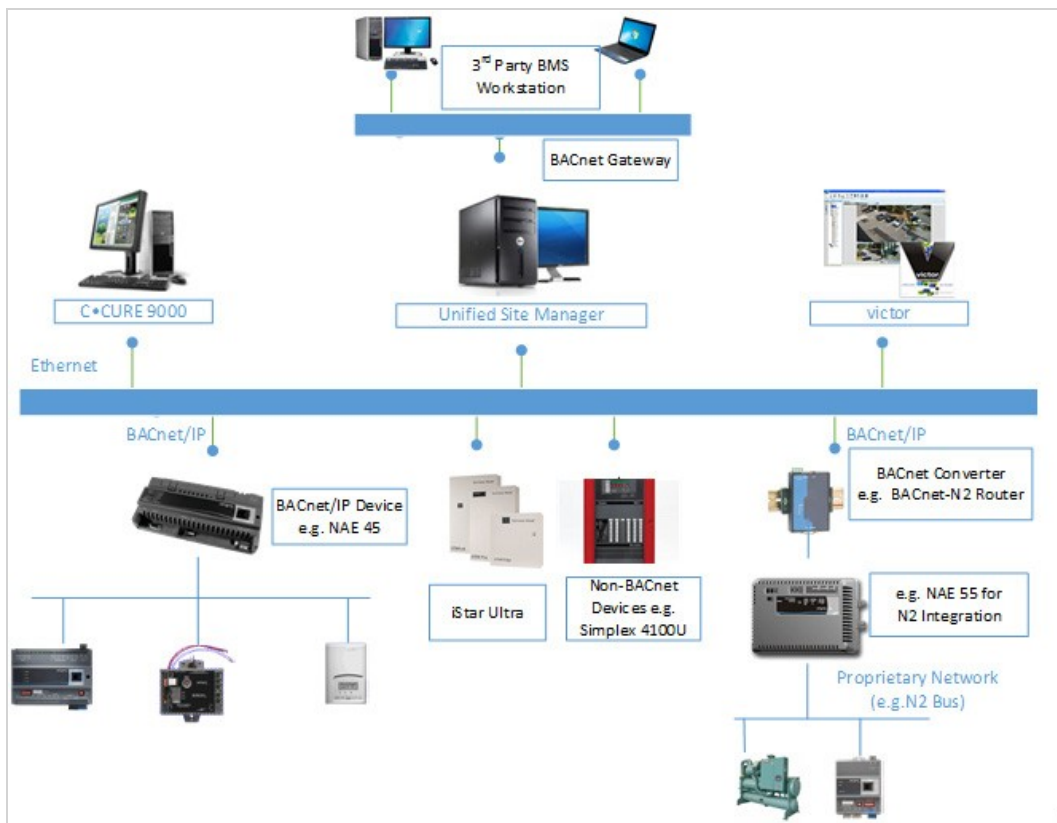 3rd Party BMS
Workstation
BACnet Gateway
C•CURE 9000
Unified Site Manager
victor
victor
Ethernet
BACnet/IP
BACnet/IP
BACnet/IP Device
e.g. NAE 45
BACnet Converter
e.g. BACnet-N2 Router
iStar Ultra
Non-BACnet
Devices e.g.
Simplex 4100U
e.g. NAE 55 for
N2 Integration
Proprietary Network
(e.g.N2 Bus)